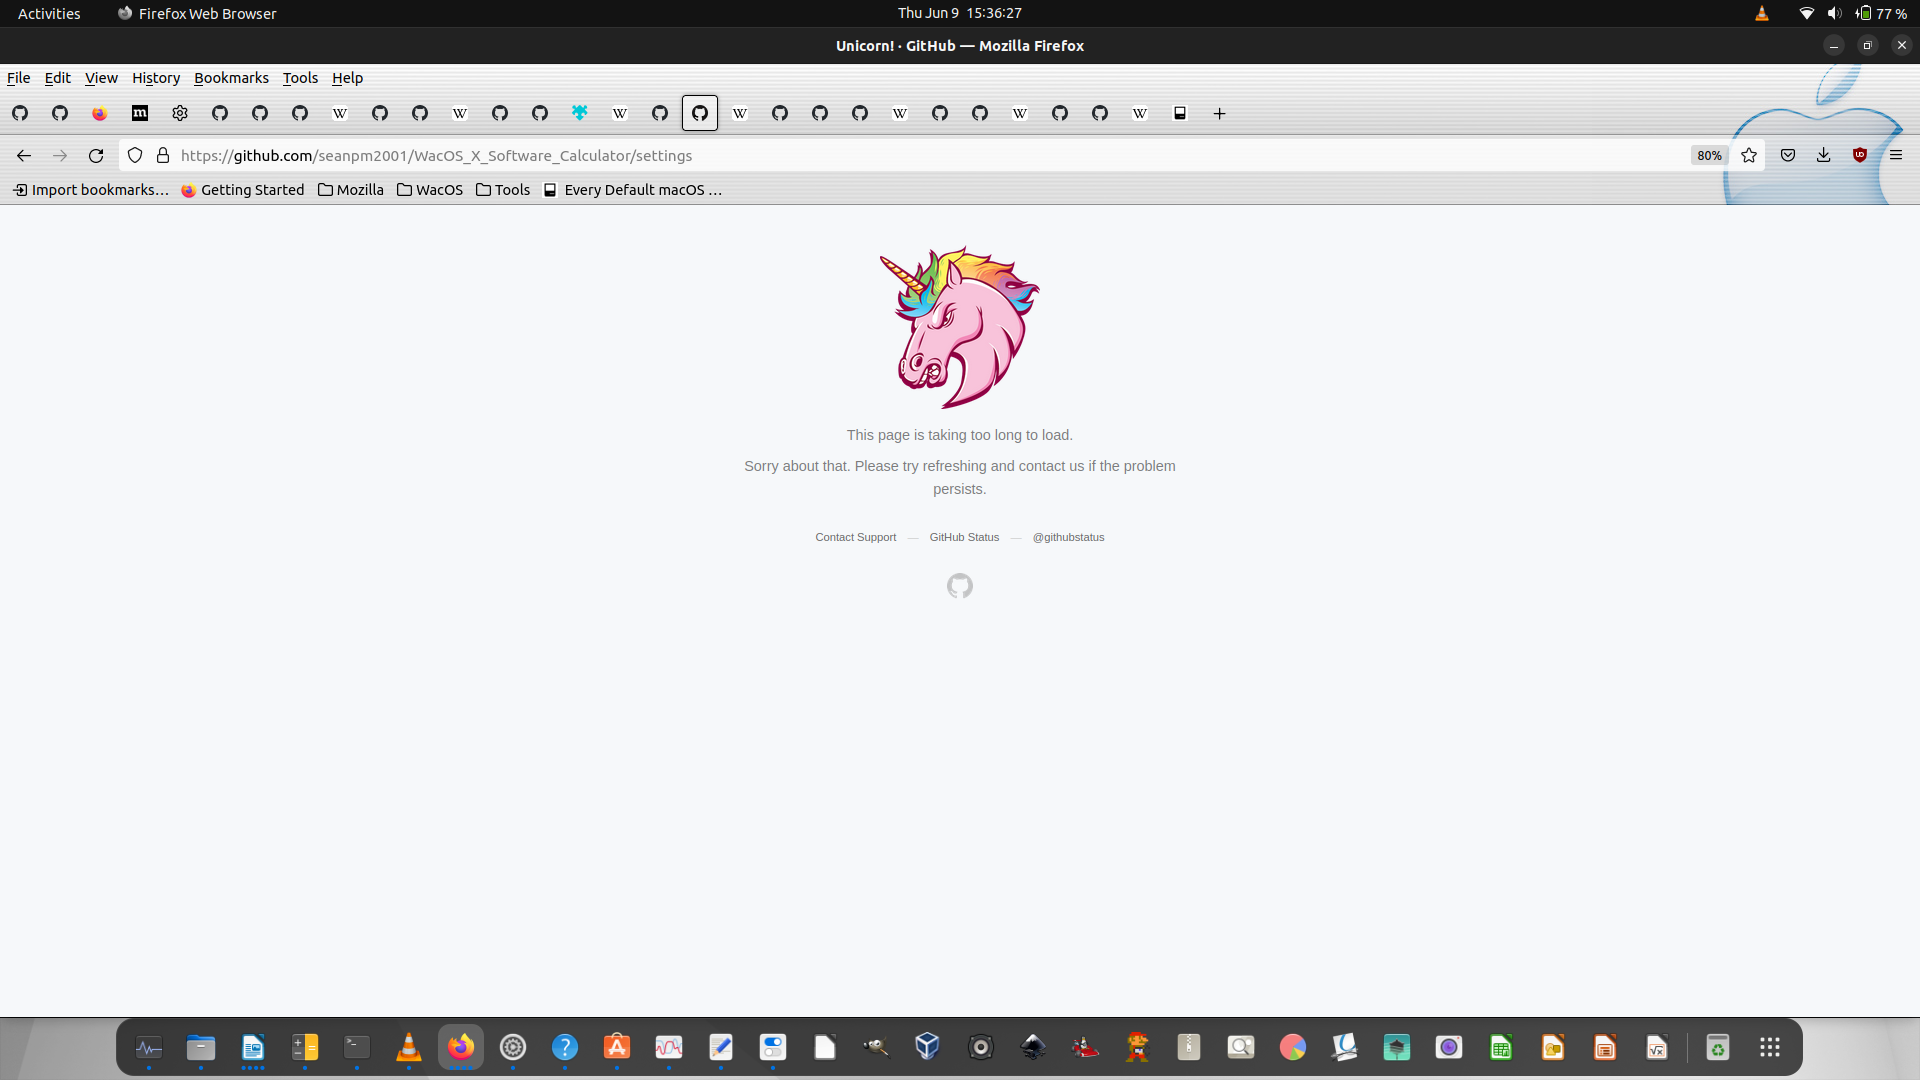 Activities
Firefox Web Browser
Thu Jun 9 15:36:27
77 %
Unicorn! · GitHub — Mozilla Firefox
File Edit View History Bookmarks Tools Help
https://github.com/seanpm2001/WacOS_X_Software_Calculator/settings
80%
Import bookmarks… Getting Started Mozilla WacOS Tools Every Default macOS …
This page is taking too long to load.
Sorry about that. Please try refreshing and contact us if the problem
persists.
Contact Support — GitHub Status — @githubstatus